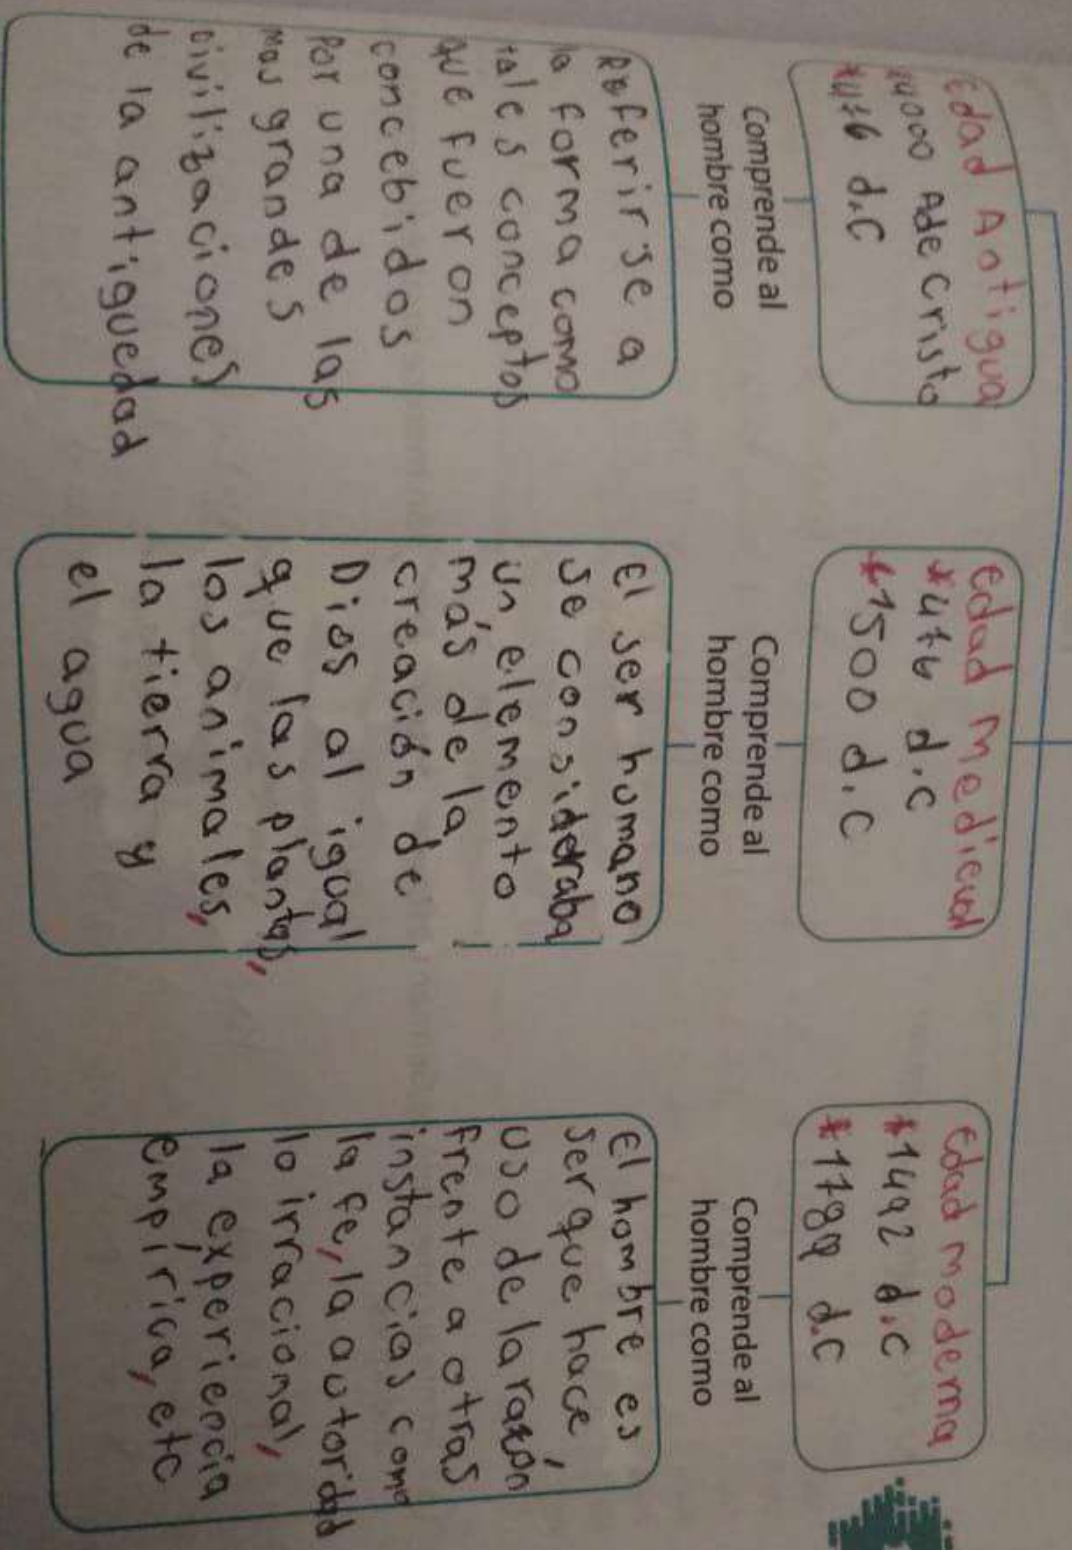 Edad Antigua
*4000 A de Cristo
*476 d.C
Comprende al
hombre como
Referirse a
la forma como
tales conceptos
que fueron
concebidos
Por una de las
mas grandes
civilizaciones
de la antiguedad
Edad Medieval
*476 d.C
*1500 d.C
Comprende al
hombre como
El ser humano
se consideraba
un elemento
más de la
creación de
Dios al igual
que las plantas,
los animales,
la tierra y
el agua
Edad moderna
*1492 d.C
*1789 d.C
Comprende al
hombre como
El hombre es
ser que hace,
uso de la razón
frente a otras
instancias como
la fe, la autoridad
lo irracional,
la experiencia
empírica, etc